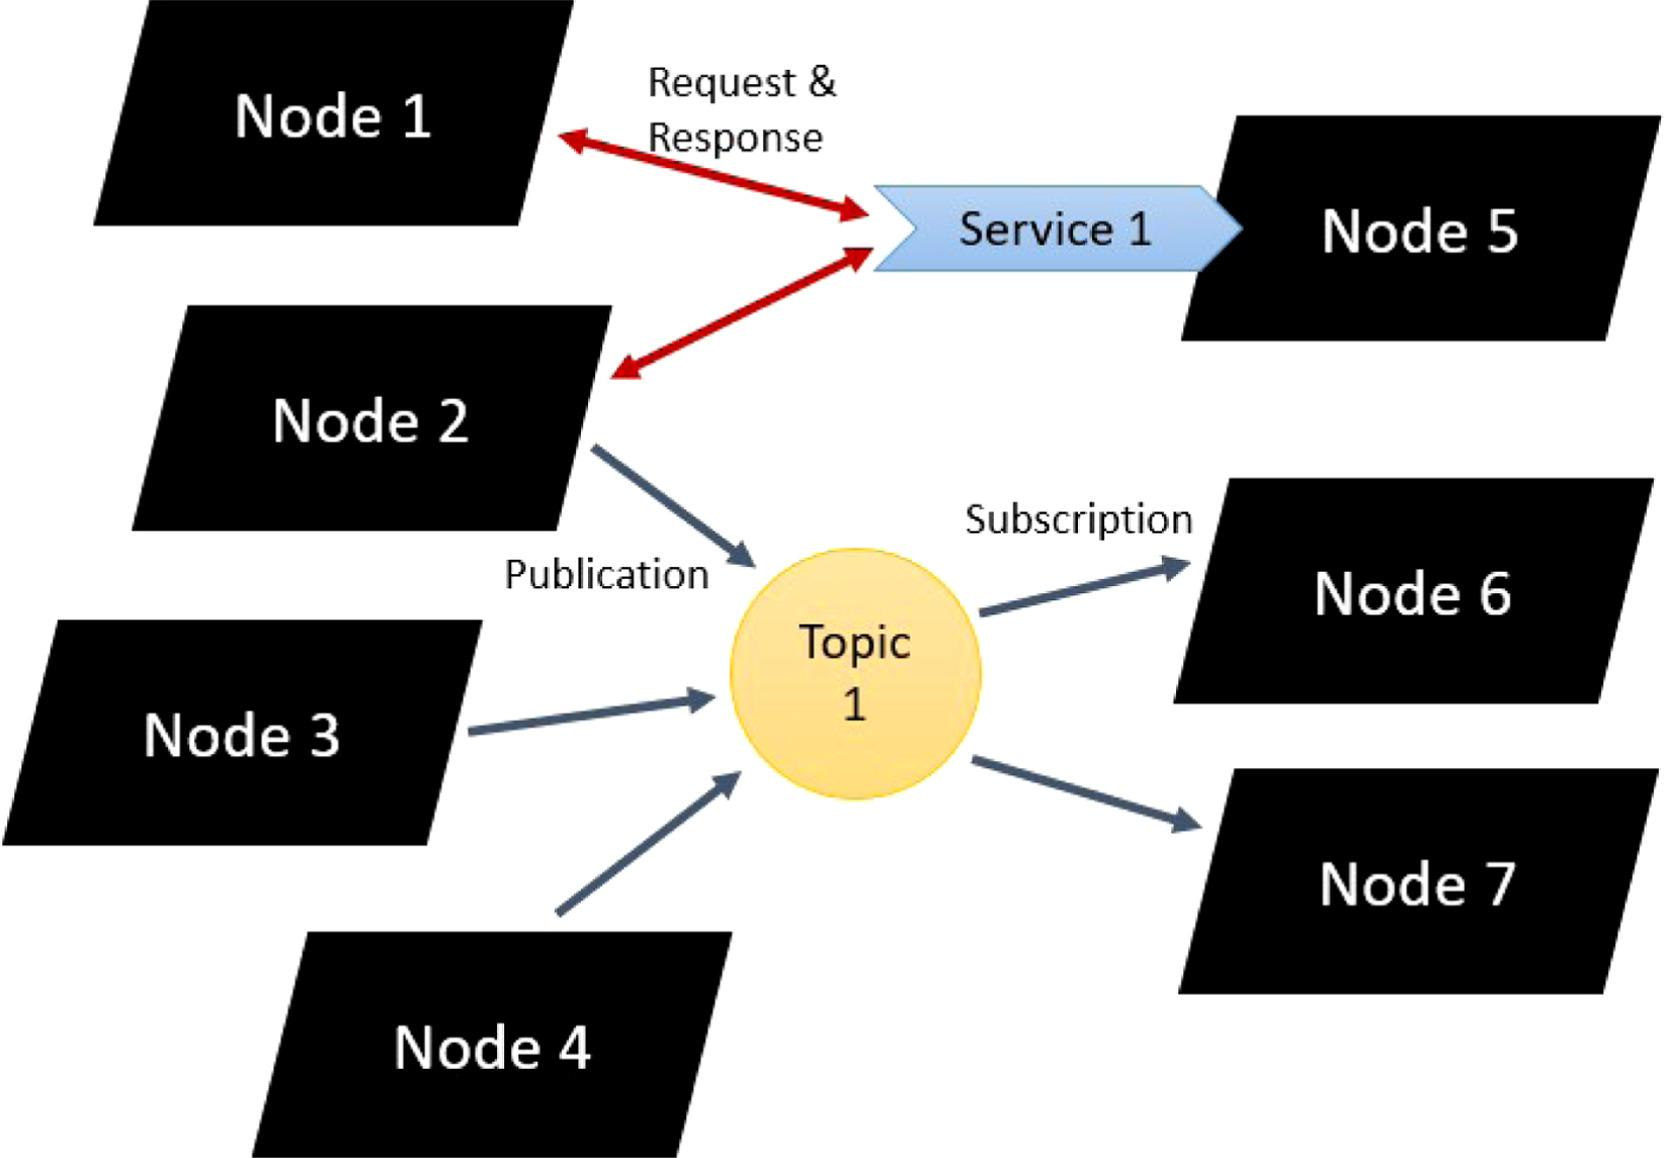 Node 1
Request &
Response
Service 1
Node 5
Node 2
Subscription
Publication
Node 6
Topic
1
Node 3
Node 7
Node 4